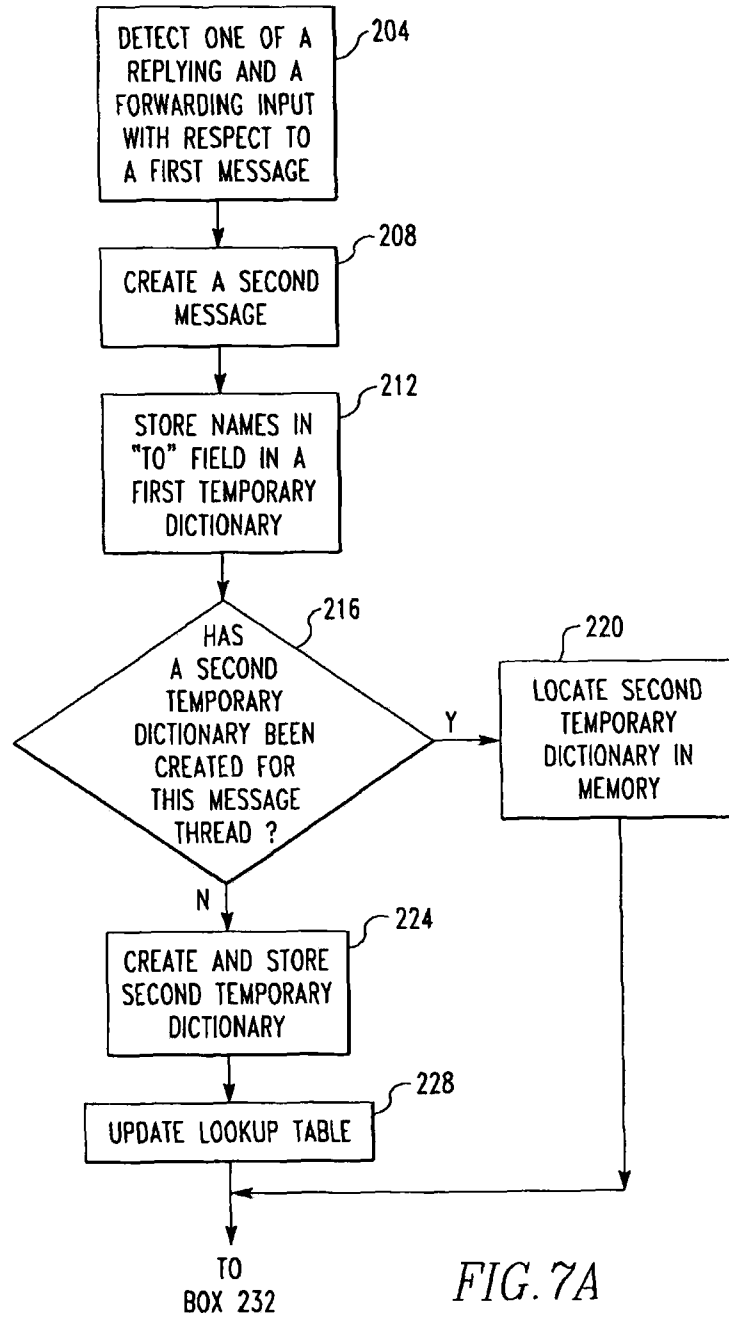 DETECT ONE OF A
REPLYING AND A
FORWARDING INPUT
WITH RESPECT TO
A FIRST MESSAGE
204
CREATE A SECOND
MESSAGE
208
STORE NAMES IN
"TO" FIELD IN A
FIRST TEMPORARY
DICTIONARY
212
HAS
A SECOND
TEMPORARY
DICTIONARY BEEN
CREATED FOR
THIS MESSAGE
THREAD ?
216
Y
220
LOCATE SECOND
TEMPORARY
DICTIONARY IN
MEMORY
N
CREATE AND STORE
SECOND TEMPORARY
DICTIONARY
224
UPDATE LOOKUP TABLE
228
TO
BOX 232
FIG. 7A